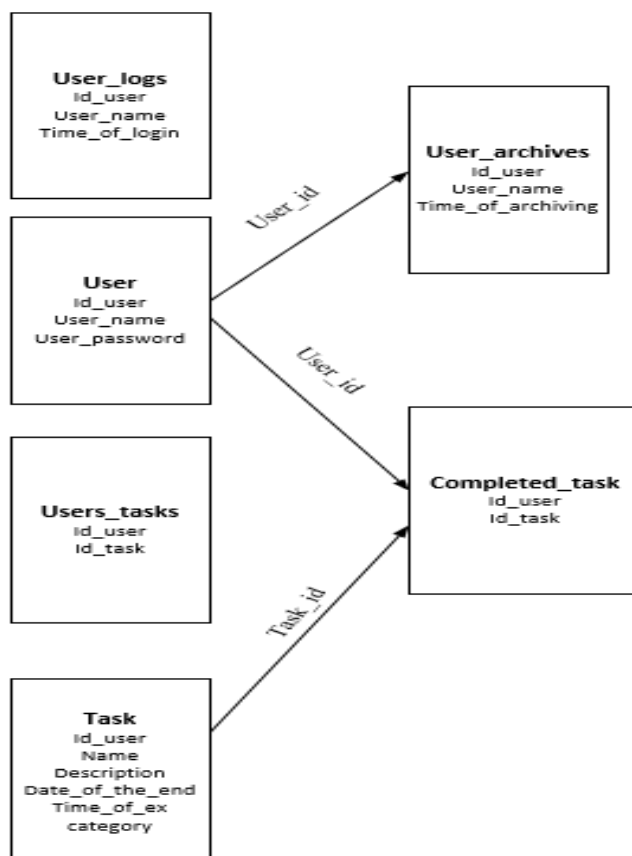 User_logs
Id_user
User_name
Time_of_login
User_archives
Id_user
User_name
Time_of_archiving
User_id
User
Id_user
User_name
User_password
User_id
Users_tasks
Id_user
Id_task
Completed_task
Id_user
Id_task
Task_id
Task
Id_user
Name
Description
Date_of_the_end
Time_of_ex
category